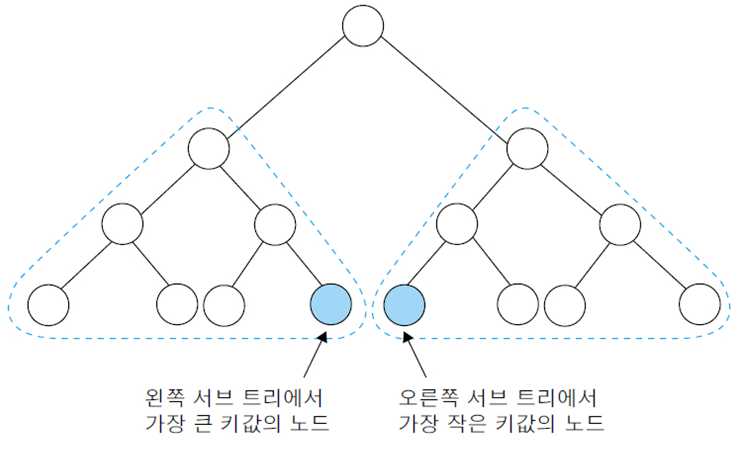 왼쪽 서브 트리에서
가장 큰 키값의 노드
오른쪽 서브 트리에서
가장 작은 키값의 노드